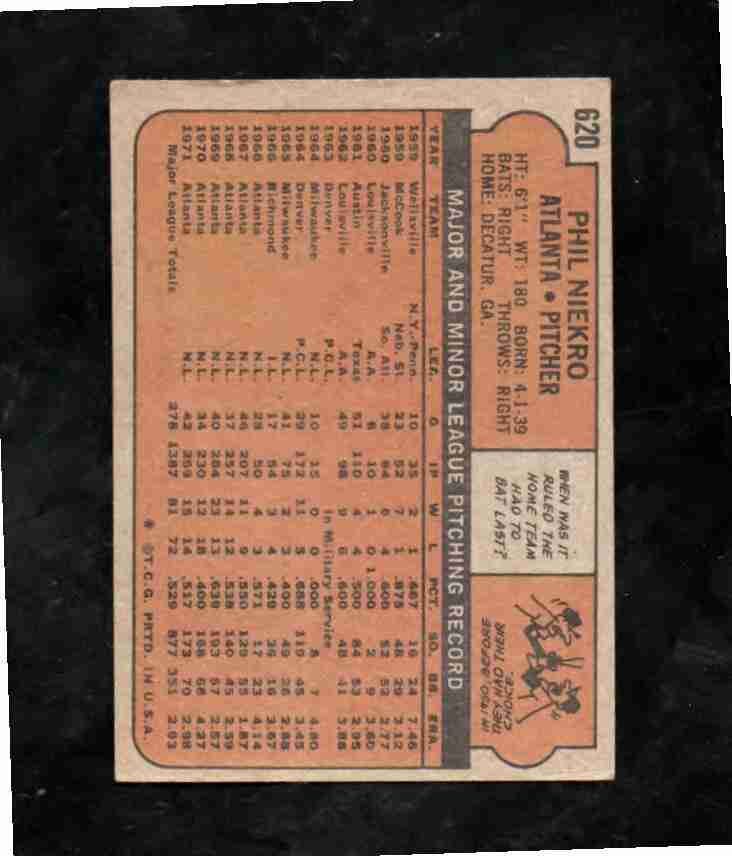 620
PHIL NIEKRO
ATLANTA • PITCHER
HT: 6'1" WT: 180 BORN: 4-1-39
BATS: RIGHT THROWS: RIGHT
HOME: DECATUR, GA.
WHEN WAS IT
RULED THE
HOME TEAM
HAD TO
BAT LAST?
IN 1950. BEFORE
THEY HAD THEIR
CHOICE.
MAJOR AND MINOR LEAGUE PITCHING RECORD
YEAR TEAM LEA. G IP W L PCT. SO. BB. ERA.
1959 Wellsville N.Y.-Penn. 10 35 2 1 .667 16 24 7.46
1959 McCook Neb. St. 23 52 7 1 .875 48 29 3.12
1960 Jacksonville So. Atl. 38 84 6 4 .600 52 52 2.77
1960 Louisville A.A. 6 10 1 0 1.000 2 9 3.60
1961 Austin Texas 51 110 4 4 .500 84 53 2.95
1962 Louisville A.A. 49 98 9 6 .600 48 41 3.86
1963 Denver P.C.L. In Military Service
1964 Milwaukee N.L. 10 15 0 0 .000 8 7 4.80
1964 Denver P.C.L. 29 172 11 5 .688 119 45 3.45
1965 Milwaukee N.L. 41 75 2 3 .400 49 26 2.88
1966 Richmond I.L. 17 54 3 4 .429 36 16 3.67
1966 Atlanta N.L. 28 50 4 3 .571 17 23 4.14
1967 Atlanta N.L. 46 207 11 9 .550 129 55 1.87
1968 Atlanta N.L. 37 257 14 12 .538 140 45 2.59
1969 Atlanta N.L. 40 284 23 13 .639 193 57 2.57
1970 Atlanta N.L. 34 230 12 18 .400 168 68 4.27
1971 Atlanta N.L. 42 269 15 14 .517 173 70 2.98
Major League Totals 278 1387 81 72 .529 877 351 2.93
* © T.C.G. PRTD. IN U.S.A.